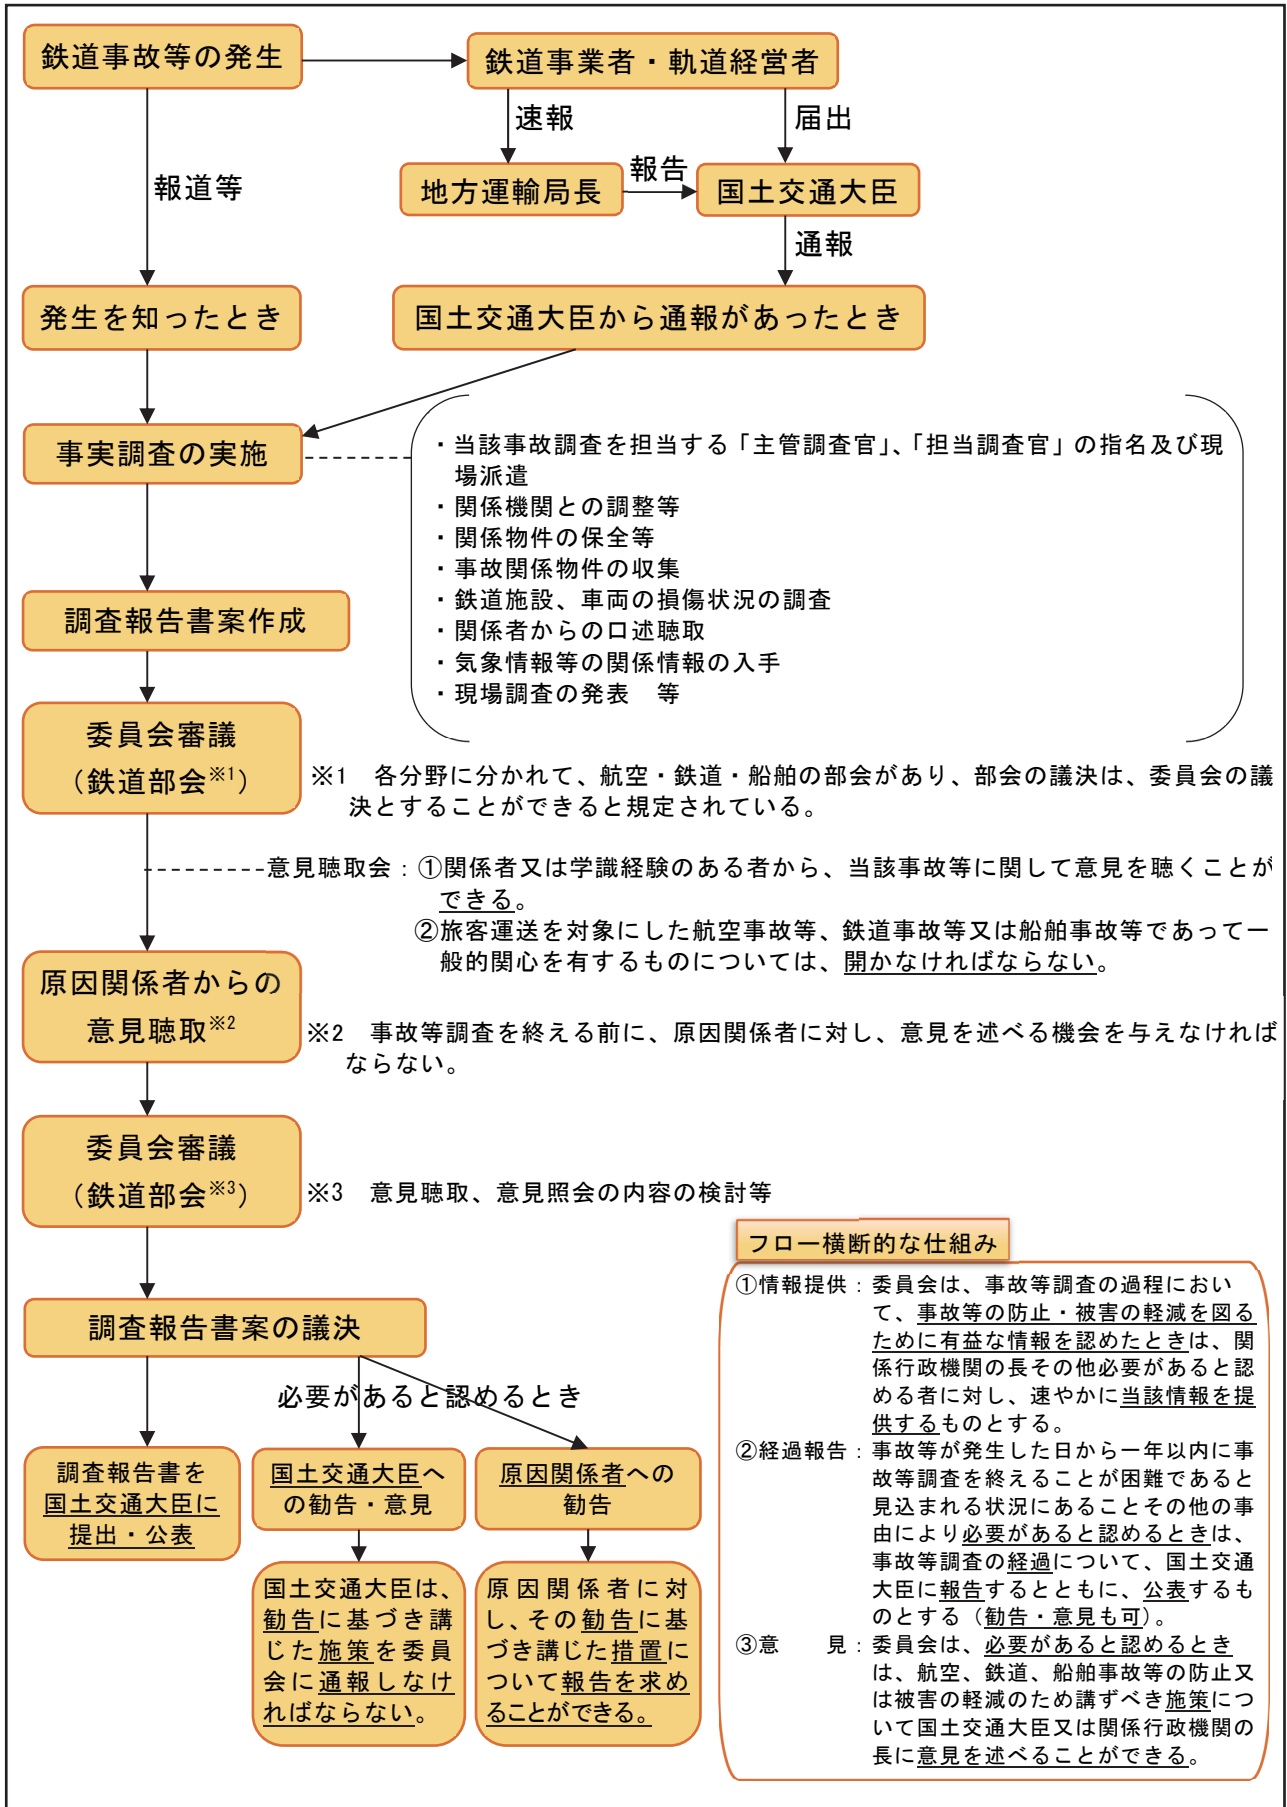 鉄道事故等の発生
鉄道事業者・軌道経営者
速報
届出
報道等
地方運輸局長
報告
国土交通大臣
通報
発生を知ったとき
国土交通大臣から通報があったとき
事実調査の実施
・当該事故調査を担当する「主管調査官」、「担当調査官」の指名及び現
場派遣
・関係機関との調整等
・関係物件の保全等
・事故関係物件の収集
・鉄道施設、車両の損傷状況の調査
・関係者からの口述聴取
・気象情報等の関係情報の入手
・現場調査の発表　等
調査報告書案作成
委員会審議
（鉄道部会※1）
※1　各分野に分かれて、航空・鉄道・船舶の部会があり、部会の議決は、委員会の議
決とすることができると規定されている。
意見聴取会：①関係者又は学識経験のある者から、当該事故等に関して意見を聴くことが
できる。
②旅客運送を対象にした航空事故等、鉄道事故等又は船舶事故等であって一
般的関心を有するものについては、開かなければならない。
原因関係者からの
意見聴取※2
※2　事故等調査を終える前に、原因関係者に対し、意見を述べる機会を与えなければ
ならない。
委員会審議
（鉄道部会※3）
※3　意見聴取、意見照会の内容の検討等
調査報告書案の議決
必要があると認めるとき
調査報告書を
国土交通大臣に
提出・公表
国土交通大臣へ
の勧告・意見
原因関係者への
勧告
国土交通大臣は、
勧告に基づき講
じた施策を委員
会に通報しなけ
ればならない。
原因関係者に対
し、その勧告に基
づき講じた措置に
ついて報告を求め
ることができる。
フロー横断的な仕組み
①情報提供：委員会は、事故等調査の過程におい
て、事故等の防止・被害の軽減を図る
ために有益な情報を認めたときは、関
係行政機関の長その他必要があると認
める者に対し、速やかに当該情報を提
供するものとする。
②経過報告：事故等が発生した日から一年以内に事
故等調査を終えることが困難であると
見込まれる状況にあることその他の事
由により必要があると認めるときは、
事故等調査の経過について、国土交通
大臣に報告するとともに、公表するも
のとする（勧告・意見も可）。
③意　　見：委員会は、必要があると認めるとき
は、航空、鉄道、船舶事故等の防止又
は被害の軽減のため講ずべき施策につ
いて国土交通大臣又は関係行政機関の
長に意見を述べることができる。